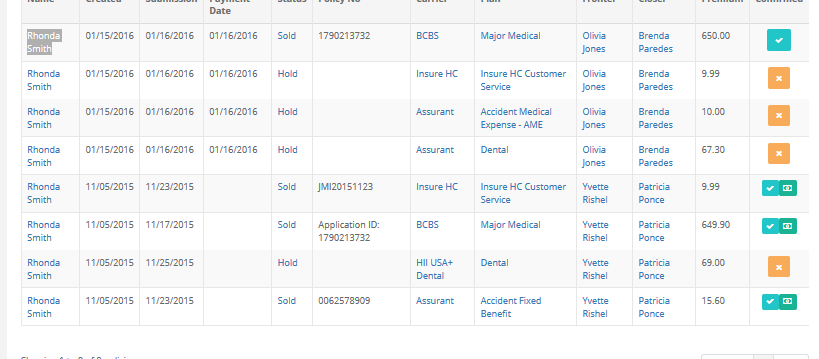 Name Created Submission Payment Date Status Policy No Carrier Plan Fronter Closer Premium Confirmed
Rhonda Smith 01/15/2016 01/16/2016 01/16/2016 Sold 1790213732 BCBS Major Medical Olivia Jones Brenda Paredes 650.00
Rhonda Smith 01/15/2016 01/16/2016 01/16/2016 Hold Insure HC Insure HC Customer Service Olivia Jones Brenda Paredes 9.99
Rhonda Smith 01/15/2016 01/16/2016 01/16/2016 Hold Assurant Accident Medical Expense - AME Olivia Jones Brenda Paredes 10.00
Rhonda Smith 01/15/2016 01/16/2016 01/16/2016 Hold Assurant Dental Olivia Jones Brenda Paredes 67.30
Rhonda Smith 11/05/2015 11/23/2015 Sold JMI20151123 Insure HC Insure HC Customer Service Yvette Rishel Patricia Ponce 9.99
Rhonda Smith 11/05/2015 11/17/2015 Sold Application ID: 1790213732 BCBS Major Medical Yvette Rishel Patricia Ponce 649.90
Rhonda Smith 11/05/2015 11/25/2015 Hold HII USA+ Dental Dental Yvette Rishel Patricia Ponce 69.00
Rhonda Smith 11/05/2015 11/23/2015 Sold 0062578909 Assurant Accident Fixed Benefit Yvette Rishel Patricia Ponce 15.60